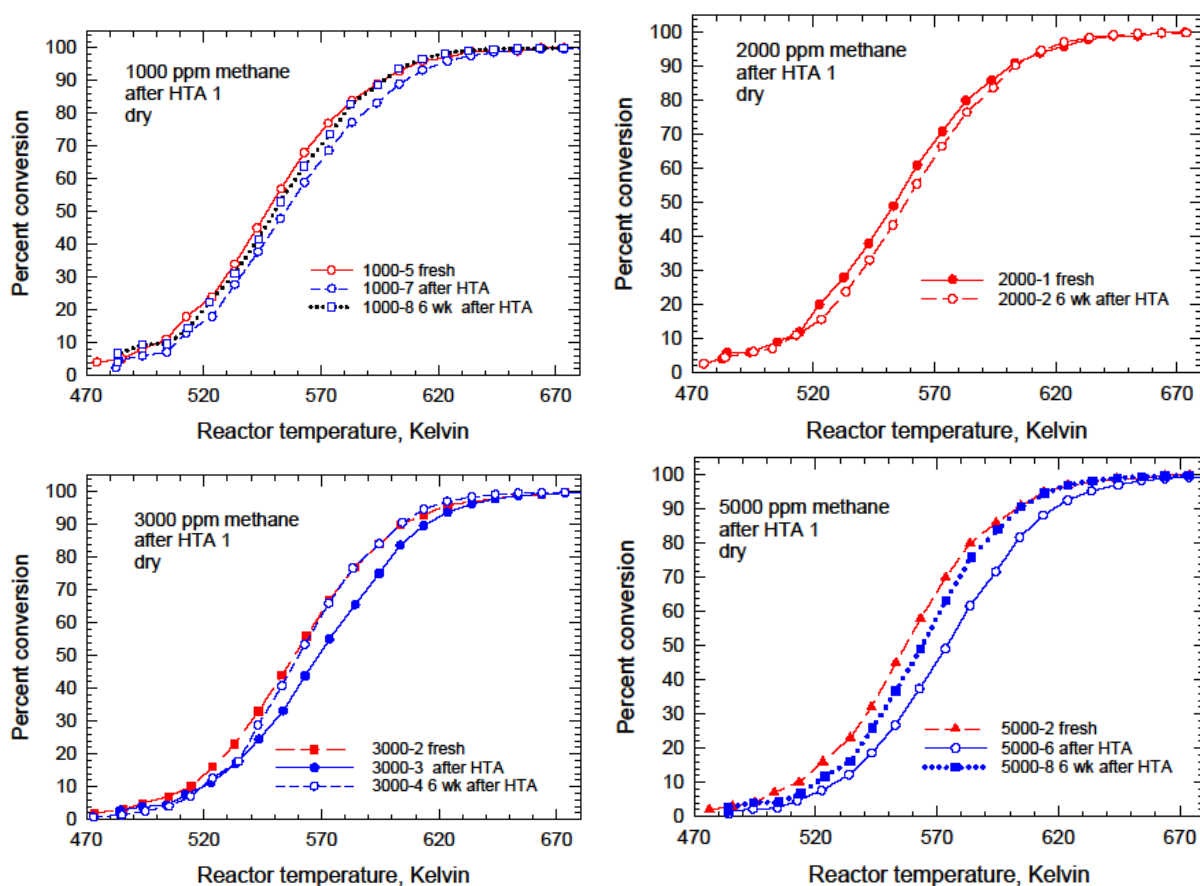 100
90
80
70
60
50
40
30
20
10
0
Percent conversion
1000 ppm methane
after HTA 1
dry
1000-5 fresh
1000-7 after HTA
1000-8 6 wk after HTA
470
520
570
620
670
Reactor temperature, Kelvin
100
90
80
70
60
50
40
30
20
10
0
Percent conversion
2000 ppm methane
after HTA 1
dry
2000-1 fresh
2000-2 6 wk after HTA
470
520
570
620
670
Reactor temperature, Kelvin
100
90
80
70
60
50
40
30
20
10
0
Percent conversion
3000 ppm methane
after HTA 1
dry
3000-2 fresh
3000-3 after HTA
3000-4 6 wk after HTA
470
520
570
620
670
Reactor temperature, Kelvin
100
90
80
70
60
50
40
30
20
10
0
Percent conversion
5000 ppm methane
after HTA 1
dry
5000-2 fresh
5000-6 after HTA
5000-8 6 wk after HTA
470
520
570
620
670
Reactor temperature, Kelvin